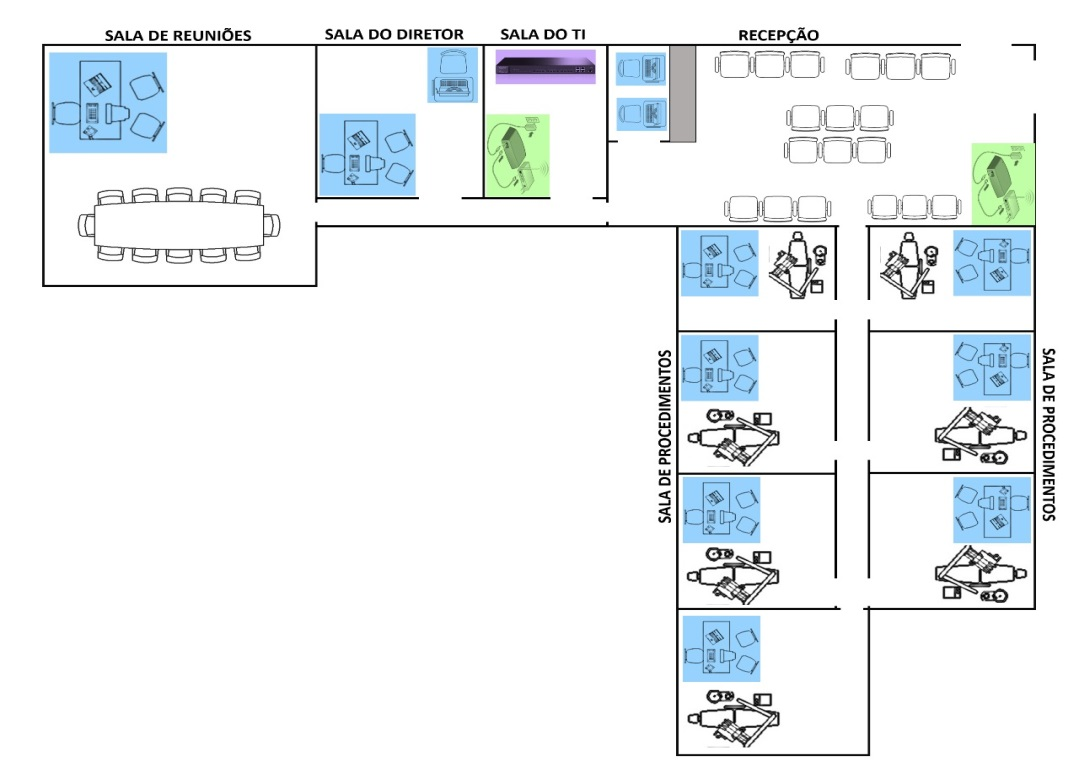 SALA DE REUNIÕES
SALA DO DIRETOR
SALA DO TI
RECEPÇÃO
SALA DE PROCEDIMENTOS
SALA DE PROCEDIMENTOS